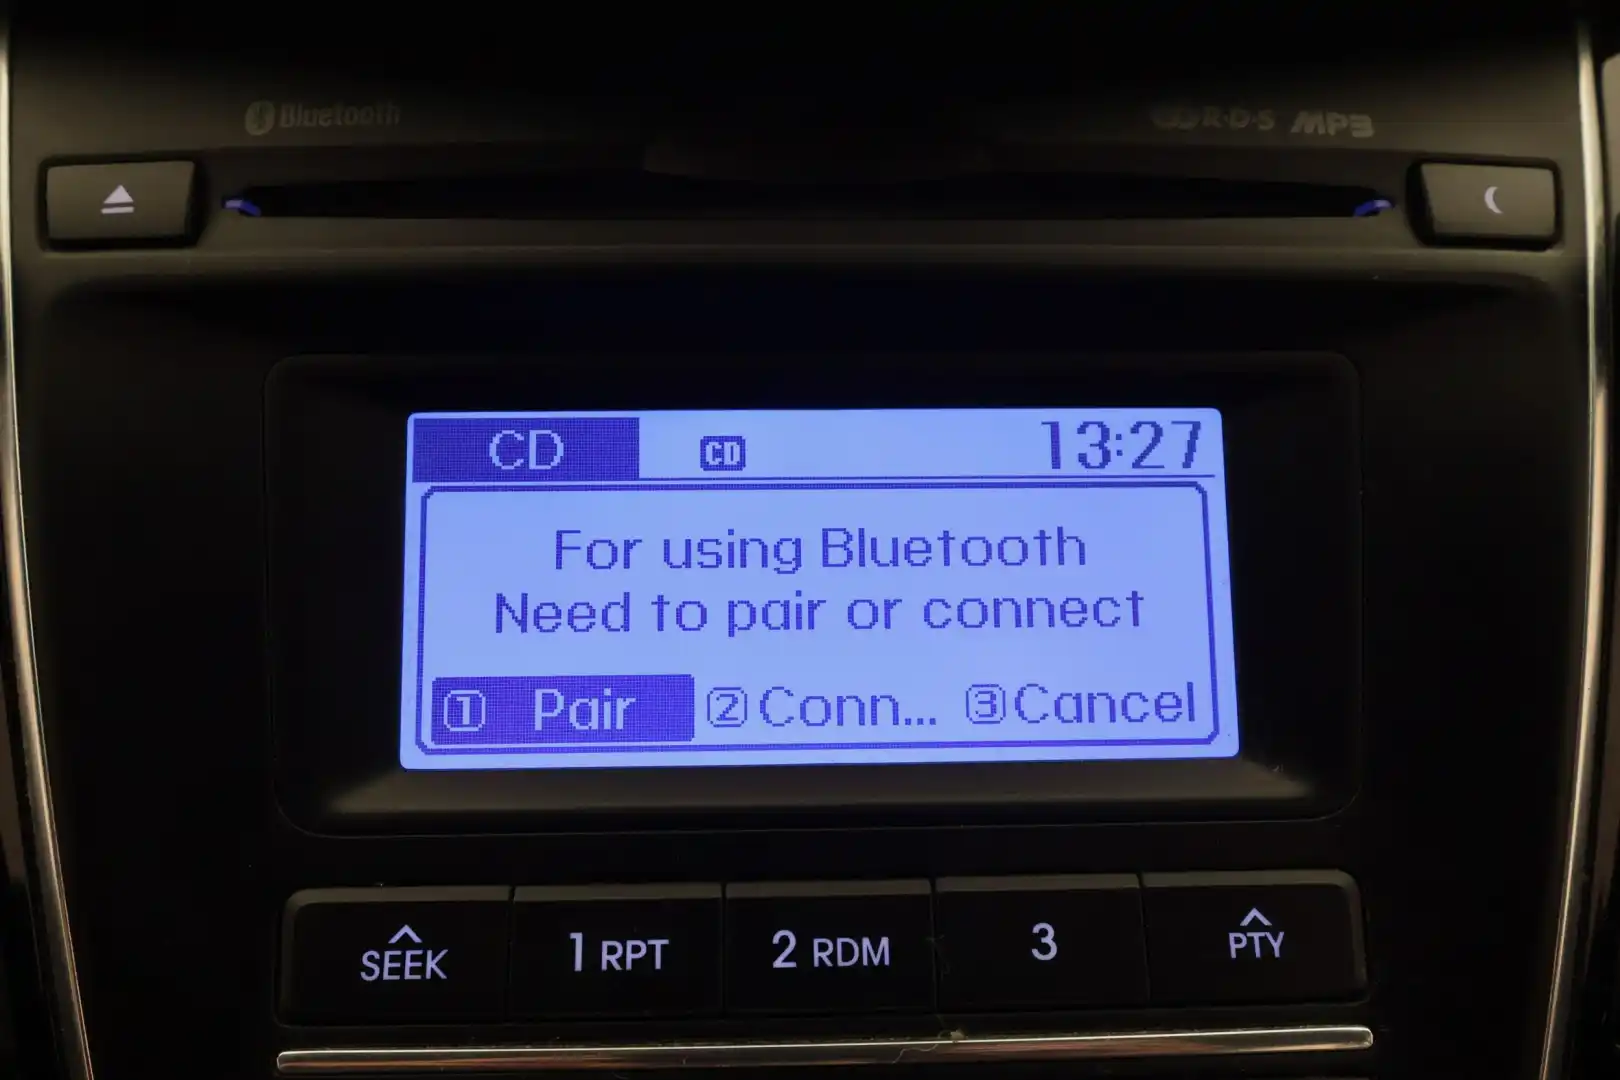 Bluetooth
R·D·S MP3
CD CD 13:27
For using Bluetooth
Need to pair or connect
1 Pair 2 Conn... 3 Cancel
SEEK 1 RPT 2 RDM 3 PTY